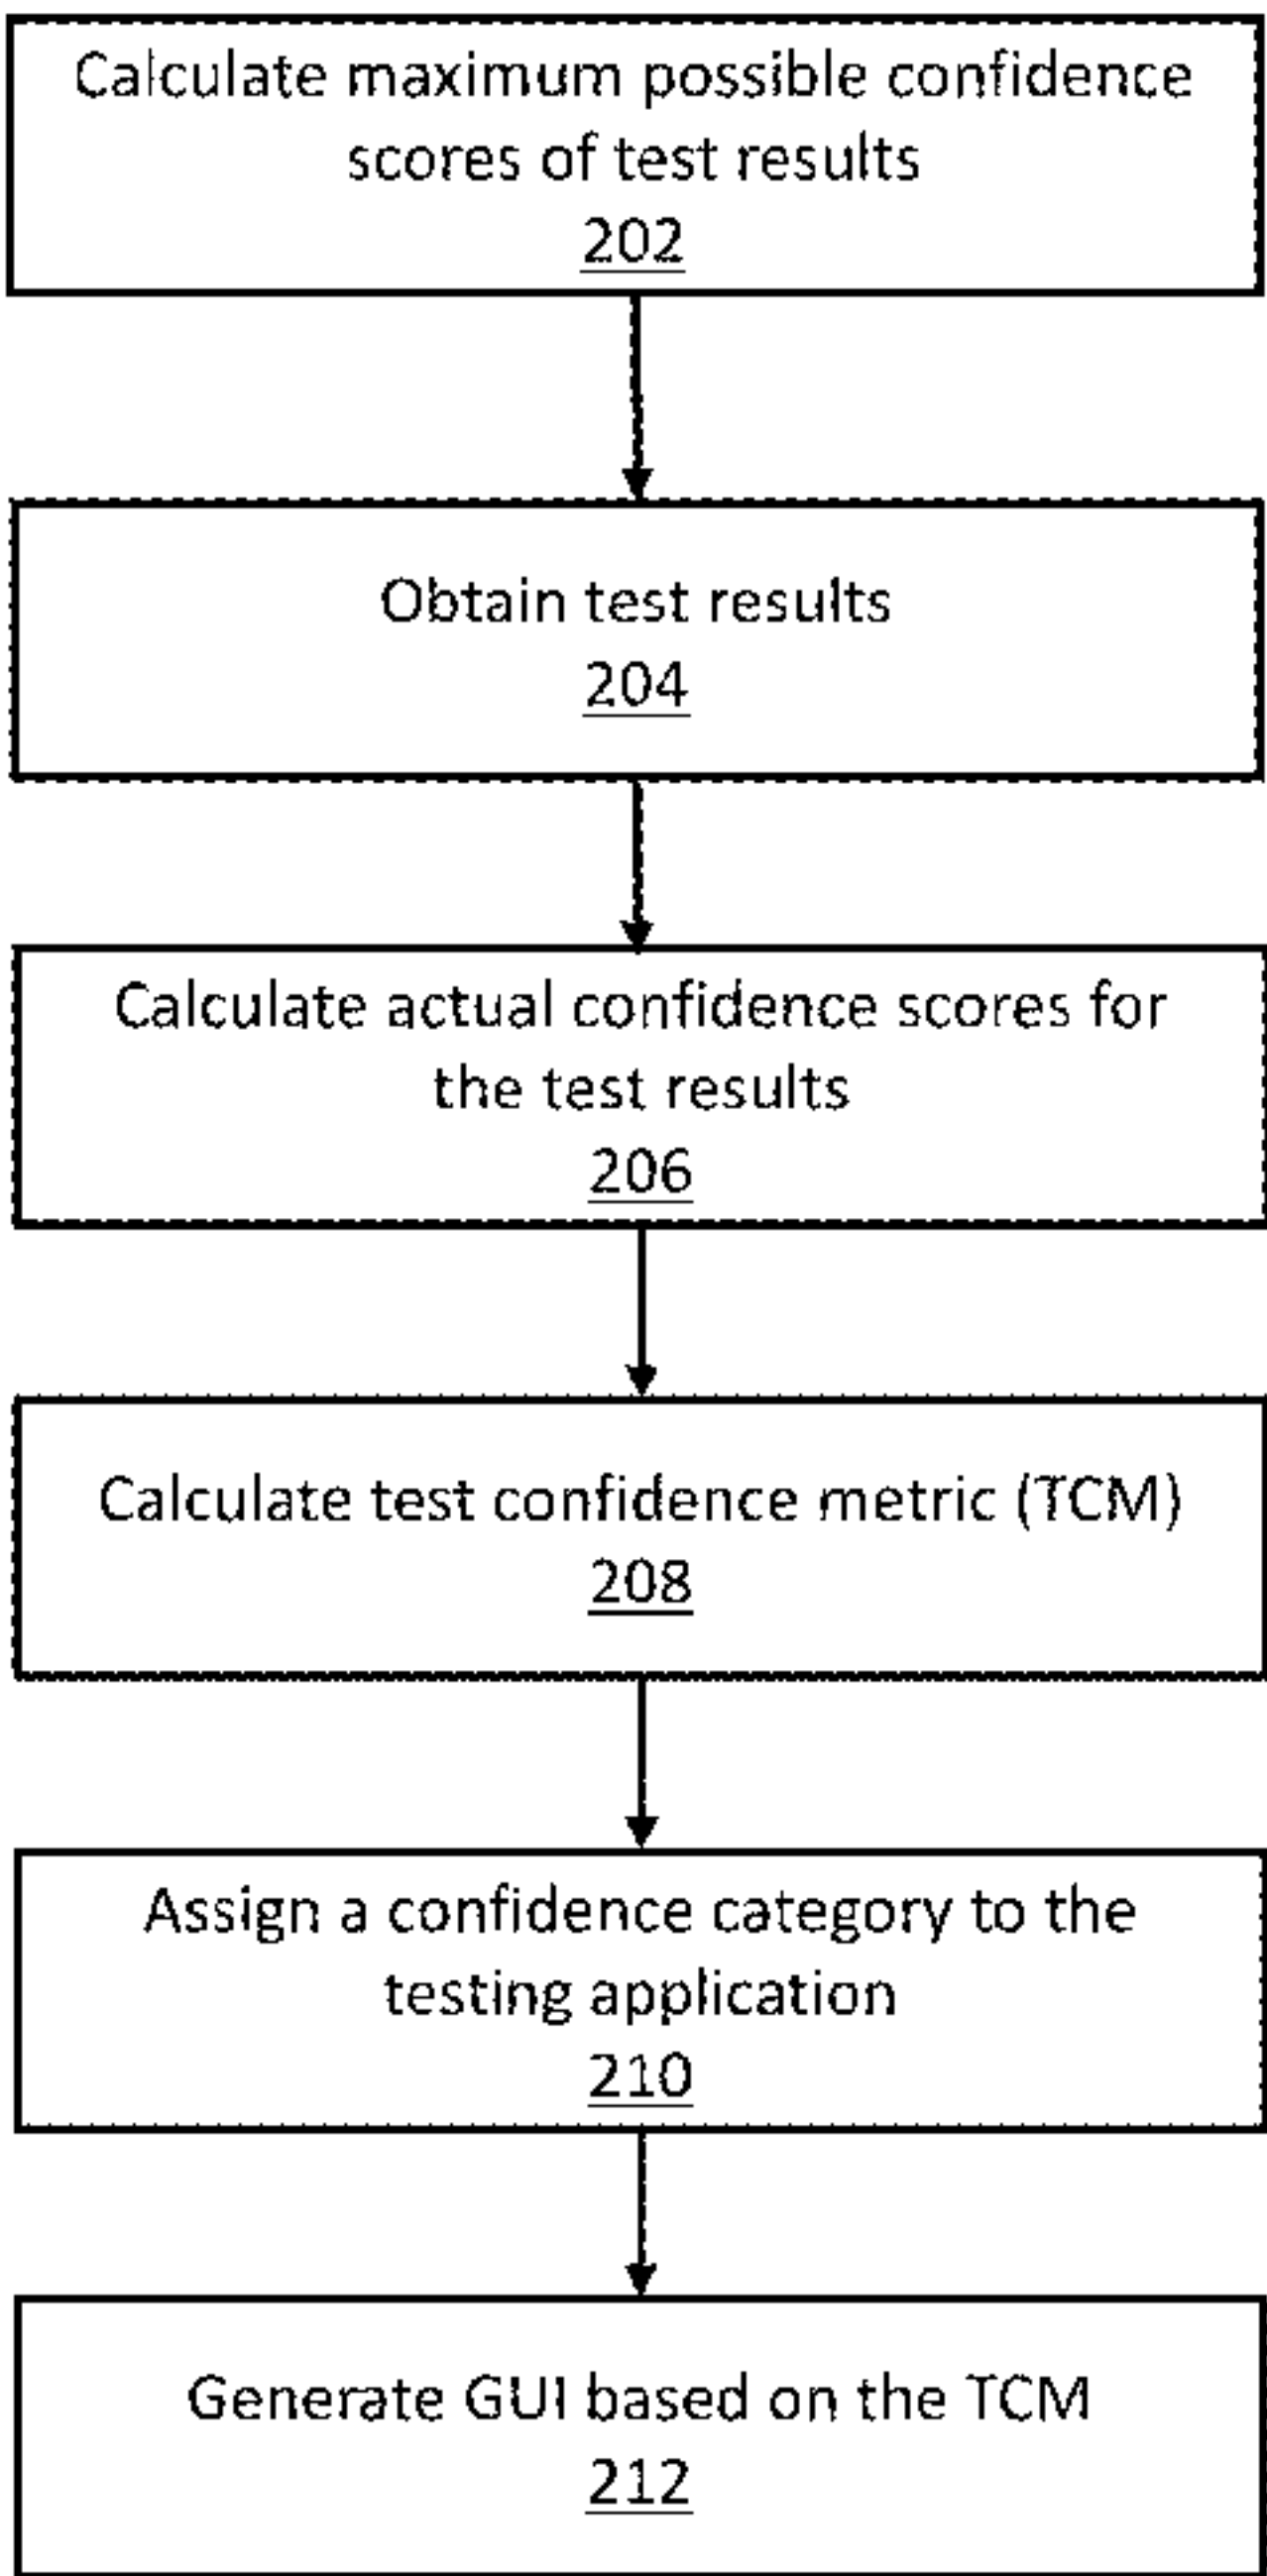 Calculate maximum possible confidence
scores of test results
202
Obtain test results
204
Calculate actual confidence scores for
the test results
206
Calculate test confidence metric (TCM)
208
Assign a confidence category to the
testing application
210
Generate GUI based on the TCM
212